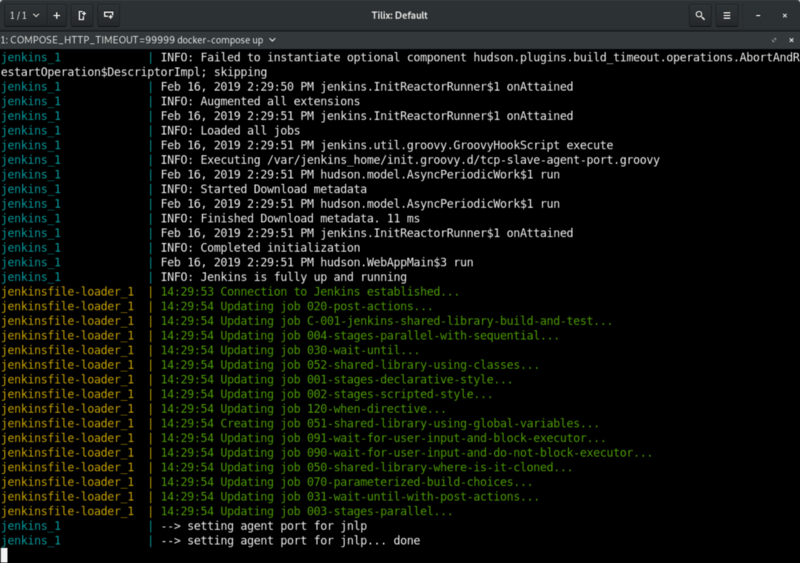 1 / 1
Tilix: Default
1: COMPOSE_HTTP_TIMEOUT=99999 docker-compose up
jenkins_1 | INFO: Failed to instantiate optional component hudson.plugins.build_timeout.operations.AbortAndR
estartOperation$DescriptorImpl; skipping
jenkins_1 | Feb 16, 2019 2:29:50 PM jenkins.InitReactorRunner$1 onAttained
jenkins_1 | INFO: Augmented all extensions
jenkins_1 | Feb 16, 2019 2:29:51 PM jenkins.InitReactorRunner$1 onAttained
jenkins_1 | INFO: Loaded all jobs
jenkins_1 | Feb 16, 2019 2:29:51 PM jenkins.util.groovy.GroovyHookScript execute
jenkins_1 | INFO: Executing /var/jenkins_home/init.groovy.d/tcp-slave-agent-port.groovy
jenkins_1 | Feb 16, 2019 2:29:51 PM hudson.model.AsyncPeriodicWork$1 run
jenkins_1 | INFO: Started Download metadata
jenkins_1 | Feb 16, 2019 2:29:51 PM hudson.model.AsyncPeriodicWork$1 run
jenkins_1 | INFO: Finished Download metadata. 11 ms
jenkins_1 | Feb 16, 2019 2:29:51 PM jenkins.InitReactorRunner$1 onAttained
jenkins_1 | INFO: Completed initialization
jenkins_1 | Feb 16, 2019 2:29:51 PM hudson.WebAppMain$3 run
jenkins_1 | INFO: Jenkins is fully up and running
jenkinsfile-loader_1 | 14:29:53 Connection to Jenkins established...
jenkinsfile-loader_1 | 14:29:54 Updating job 020-post-actions...
jenkinsfile-loader_1 | 14:29:54 Updating job C-001-jenkins-shared-library-build-and-test...
jenkinsfile-loader_1 | 14:29:54 Updating job 004-stages-parallel-with-sequential...
jenkinsfile-loader_1 | 14:29:54 Updating job 030-wait-until...
jenkinsfile-loader_1 | 14:29:54 Updating job 052-shared-library-using-classes...
jenkinsfile-loader_1 | 14:29:54 Updating job 001-stages-declarative-style...
jenkinsfile-loader_1 | 14:29:54 Updating job 002-stages-scripted-style...
jenkinsfile-loader_1 | 14:29:54 Updating job 120-when-directive...
jenkinsfile-loader_1 | 14:29:54 Creating job 051-shared-library-using-global-variables...
jenkinsfile-loader_1 | 14:29:54 Updating job 091-wait-for-user-input-and-block-executor...
jenkinsfile-loader_1 | 14:29:54 Updating job 090-wait-for-user-input-and-do-not-block-executor...
jenkinsfile-loader_1 | 14:29:54 Updating job 050-shared-library-where-is-it-cloned...
jenkinsfile-loader_1 | 14:29:54 Updating job 070-parameterized-build-choices...
jenkinsfile-loader_1 | 14:29:54 Updating job 031-wait-until-with-post-actions...
jenkinsfile-loader_1 | 14:29:54 Updating job 003-stages-parallel...
jenkins_1 | --> setting agent port for jnlp
jenkins_1 | --> setting agent port for jnlp... done